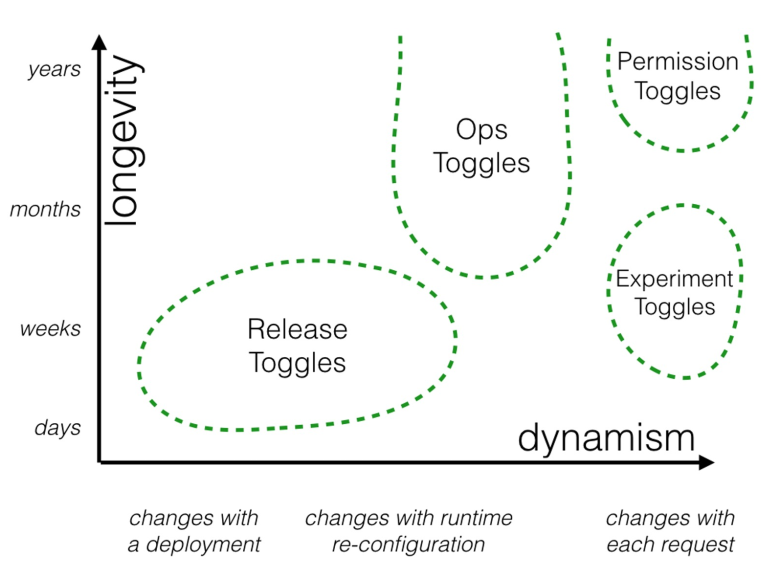 years
longevity
Permission
Toggles
Ops
Toggles
months
Experiment
Toggles
weeks
Release
Toggles
days
dynamism
changes with
a deployment
changes with runtime
re-configuration
changes with
each request